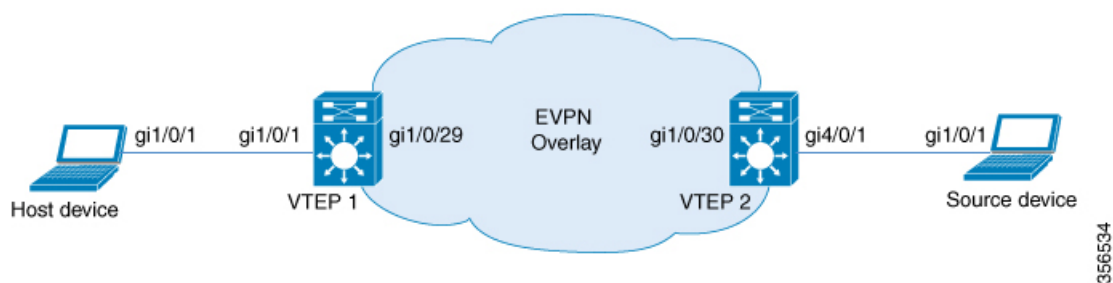 EVPN
Overlay
gi1/0/1
gi1/0/1
gi1/0/29
gi1/0/30
gi4/0/1
gi1/0/1
Host device
VTEP 1
VTEP 2
Source device
356534